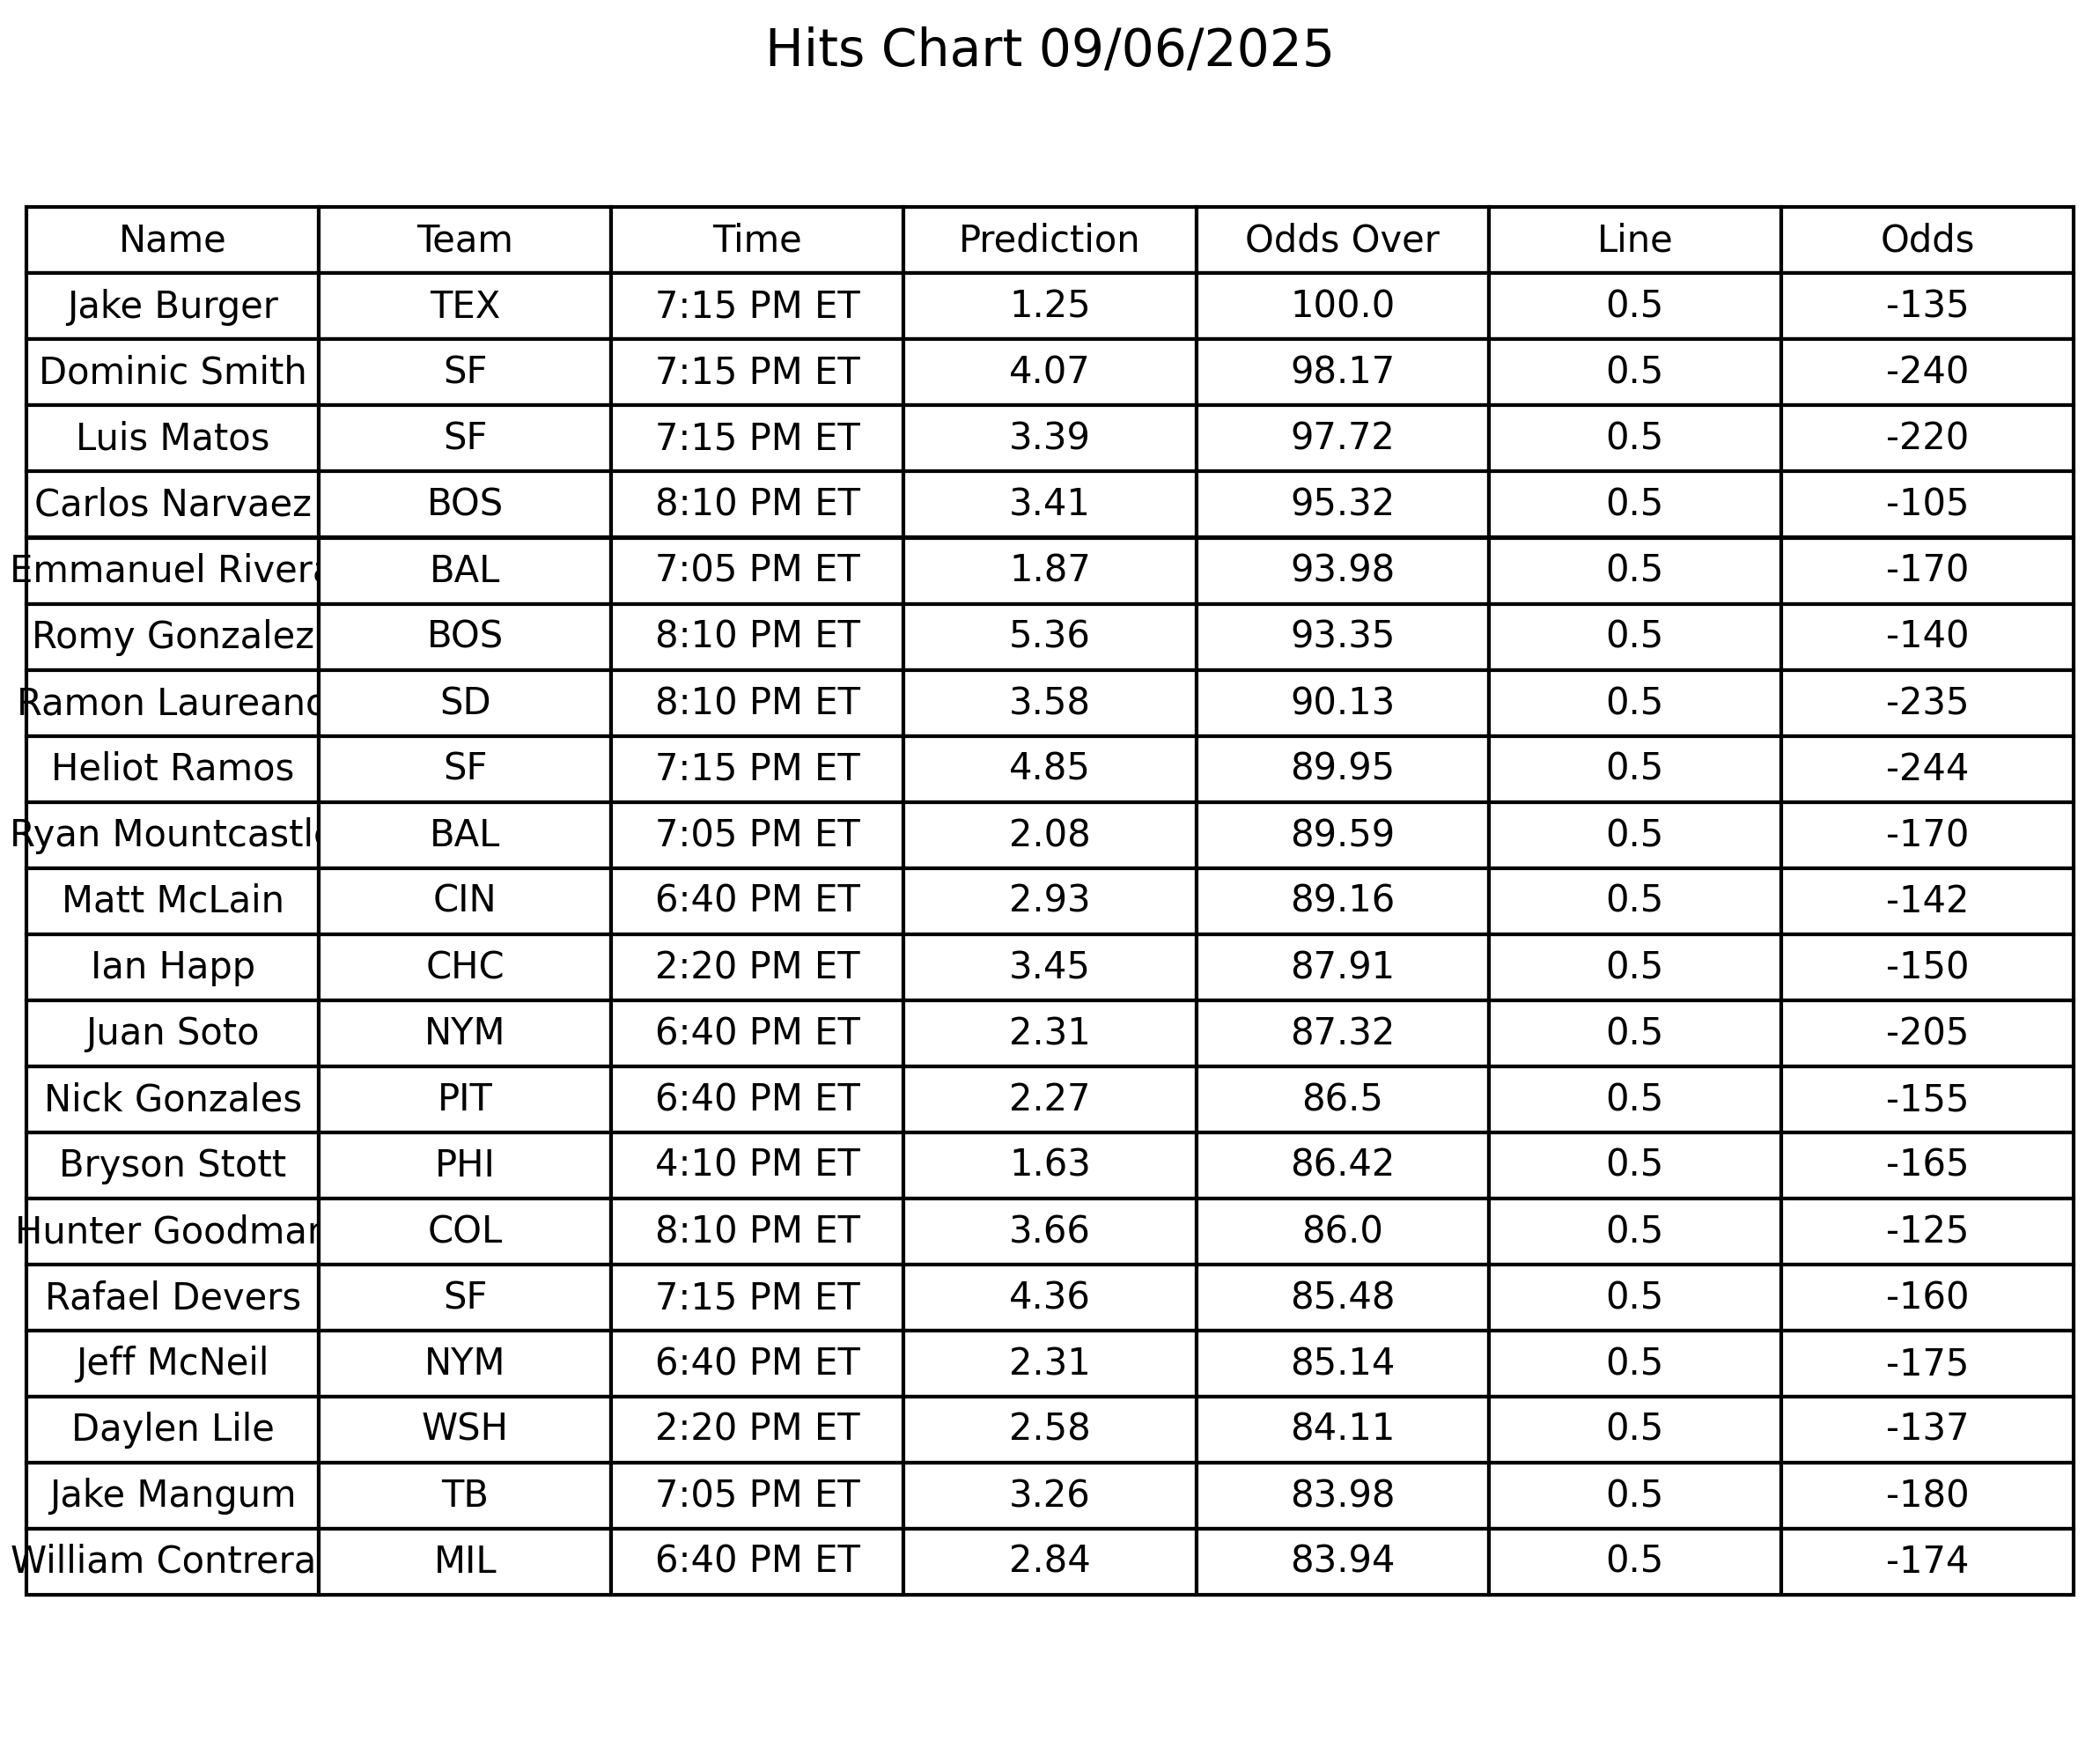 Hits Chart 09/06/2025
Name Team Time Prediction Odds Over Line Odds
Jake Burger TEX 7:15 PM ET 1.25 100.0 0.5 -135
Dominic Smith SF 7:15 PM ET 4.07 98.17 0.5 -240
Luis Matos SF 7:15 PM ET 3.39 97.72 0.5 -220
Carlos Narvaez BOS 8:10 PM ET 3.41 95.32 0.5 -105
Emmanuel Rivera BAL 7:05 PM ET 1.87 93.98 0.5 -170
Romy Gonzalez BOS 8:10 PM ET 5.36 93.35 0.5 -140
Ramon Laureano SD 8:10 PM ET 3.58 90.13 0.5 -235
Heliot Ramos SF 7:15 PM ET 4.85 89.95 0.5 -244
Ryan Mountcastle BAL 7:05 PM ET 2.08 89.59 0.5 -170
Matt McLain CIN 6:40 PM ET 2.93 89.16 0.5 -142
Ian Happ CHC 2:20 PM ET 3.45 87.91 0.5 -150
Juan Soto NYM 6:40 PM ET 2.31 87.32 0.5 -205
Nick Gonzales PIT 6:40 PM ET 2.27 86.5 0.5 -155
Bryson Stott PHI 4:10 PM ET 1.63 86.42 0.5 -165
Hunter Goodman COL 8:10 PM ET 3.66 86.0 0.5 -125
Rafael Devers SF 7:15 PM ET 4.36 85.48 0.5 -160
Jeff McNeil NYM 6:40 PM ET 2.31 85.14 0.5 -175
Daylen Lile WSH 2:20 PM ET 2.58 84.11 0.5 -137
Jake Mangum TB 7:05 PM ET 3.26 83.98 0.5 -180
William Contrera MIL 6:40 PM ET 2.84 83.94 0.5 -174